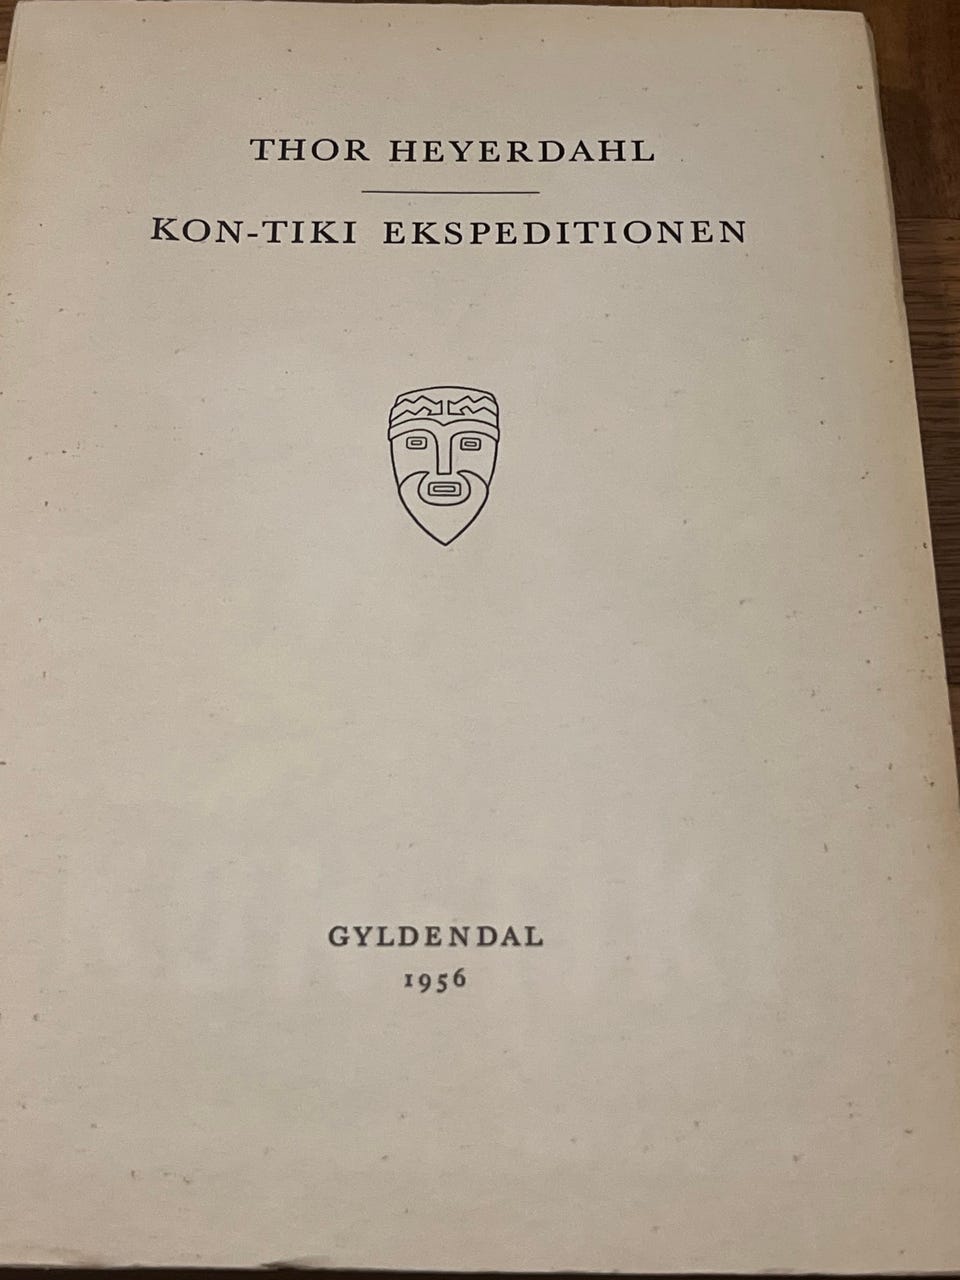 THOR HEYERDAHL
KON-TIKI EKSPEDITIONEN
GYLDENDAL
1956